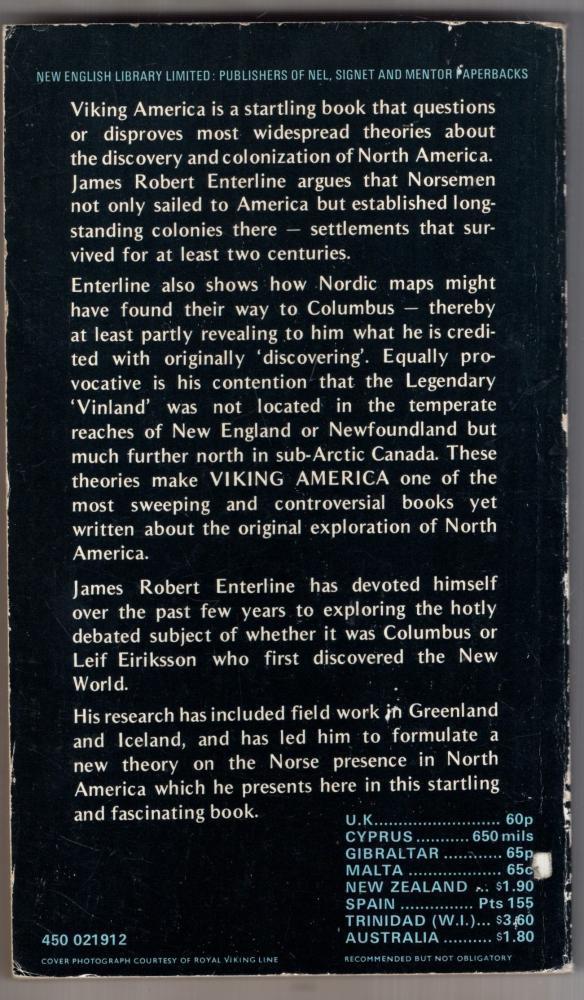 NEW ENGLISH LIBRARY LIMITED: PUBLISHERS OF NEL, SIGNET AND MENTOR PAPERBACKS
Viking America is a startling book that questions
or disproves most widespread theories about
the discovery and colonization of North America.
James Robert Enterline argues that Norsemen
not only sailed to America but established long-
standing colonies there — settlements that sur-
vived for at least two centuries.
Enterline also shows how Nordic maps might
have found their way to Columbus — thereby
at least partly revealing to him what he is credi-
ted with originally ‘discovering’. Equally pro-
vocative is his contention that the Legendary
‘Vinland’ was not located in the temperate
reaches of New England or Newfoundland but
much further north in sub-Arctic Canada. These
theories make VIKING AMERICA one of the
most sweeping and controversial books yet
written about the original exploration of North
America.
James Robert Enterline has devoted himself
over the past few years to exploring the hotly
debated subject of whether it was Columbus or
Leif Eiriksson who first discovered the New
World.
His research has included field work in Greenland
and Iceland, and has led him to formulate a
new theory on the Norse presence in North
America which he presents here in this startling
and fascinating book.
U.K.......................... 60p
CYPRUS........... 650 mils
GIBRALTAR ............ 65p
MALTA ................... 65c
NEW ZEALAND ... $1.90
SPAIN ............... Pts 155
TRINIDAD (W.I.)... $3.60
AUSTRALIA .......... $1.80
450 021912
COVER PHOTOGRAPH COURTESY OF ROYAL VIKING LINE
RECOMMENDED BUT NOT OBLIGATORY